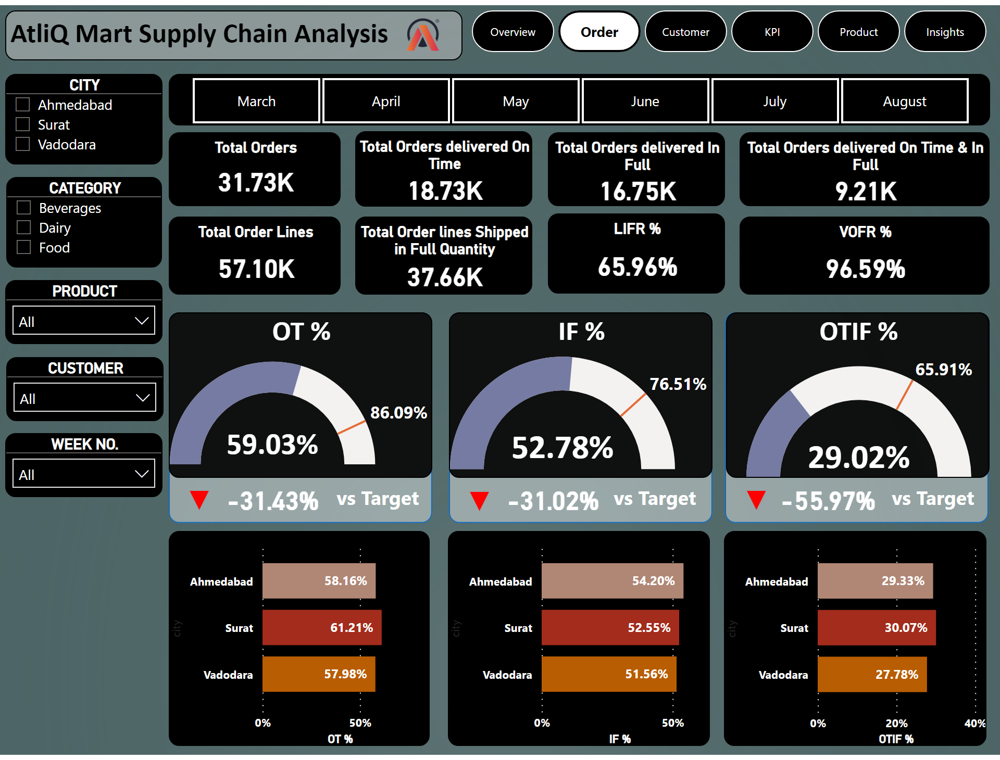 AtliQ Mart Supply Chain Analysis
Overview
Order
Customer
KPI
Product
Insights
CITY
Ahmedabad
Surat
Vadodara
CATEGORY
Beverages
Dairy
Food
PRODUCT
All
CUSTOMER
All
WEEK NO.
All
March
April
May
June
July
August
Total Orders
31.73K
Total Orders delivered On
Time
18.73K
Total Orders delivered In
Full
16.75K
Total Orders delivered On Time & In
Full
9.21K
Total Order Lines
57.10K
Total Order lines Shipped
in Full Quantity
37.66K
LIFR %
65.96%
VOFR %
96.59%
OT %
86.09%
59.03%
-31.43% vs Target
IF %
76.51%
52.78%
-31.02% vs Target
OTIF %
65.91%
29.02%
-55.97% vs Target
city
Ahmedabad 58.16%
Surat 61.21%
Vadodara 57.98%
0% 50%
OT %
city
Ahmedabad 54.20%
Surat 52.55%
Vadodara 51.56%
0% 50%
IF %
city
Ahmedabad 29.33%
Surat 30.07%
Vadodara 27.78%
0% 20% 40%
OTIF %